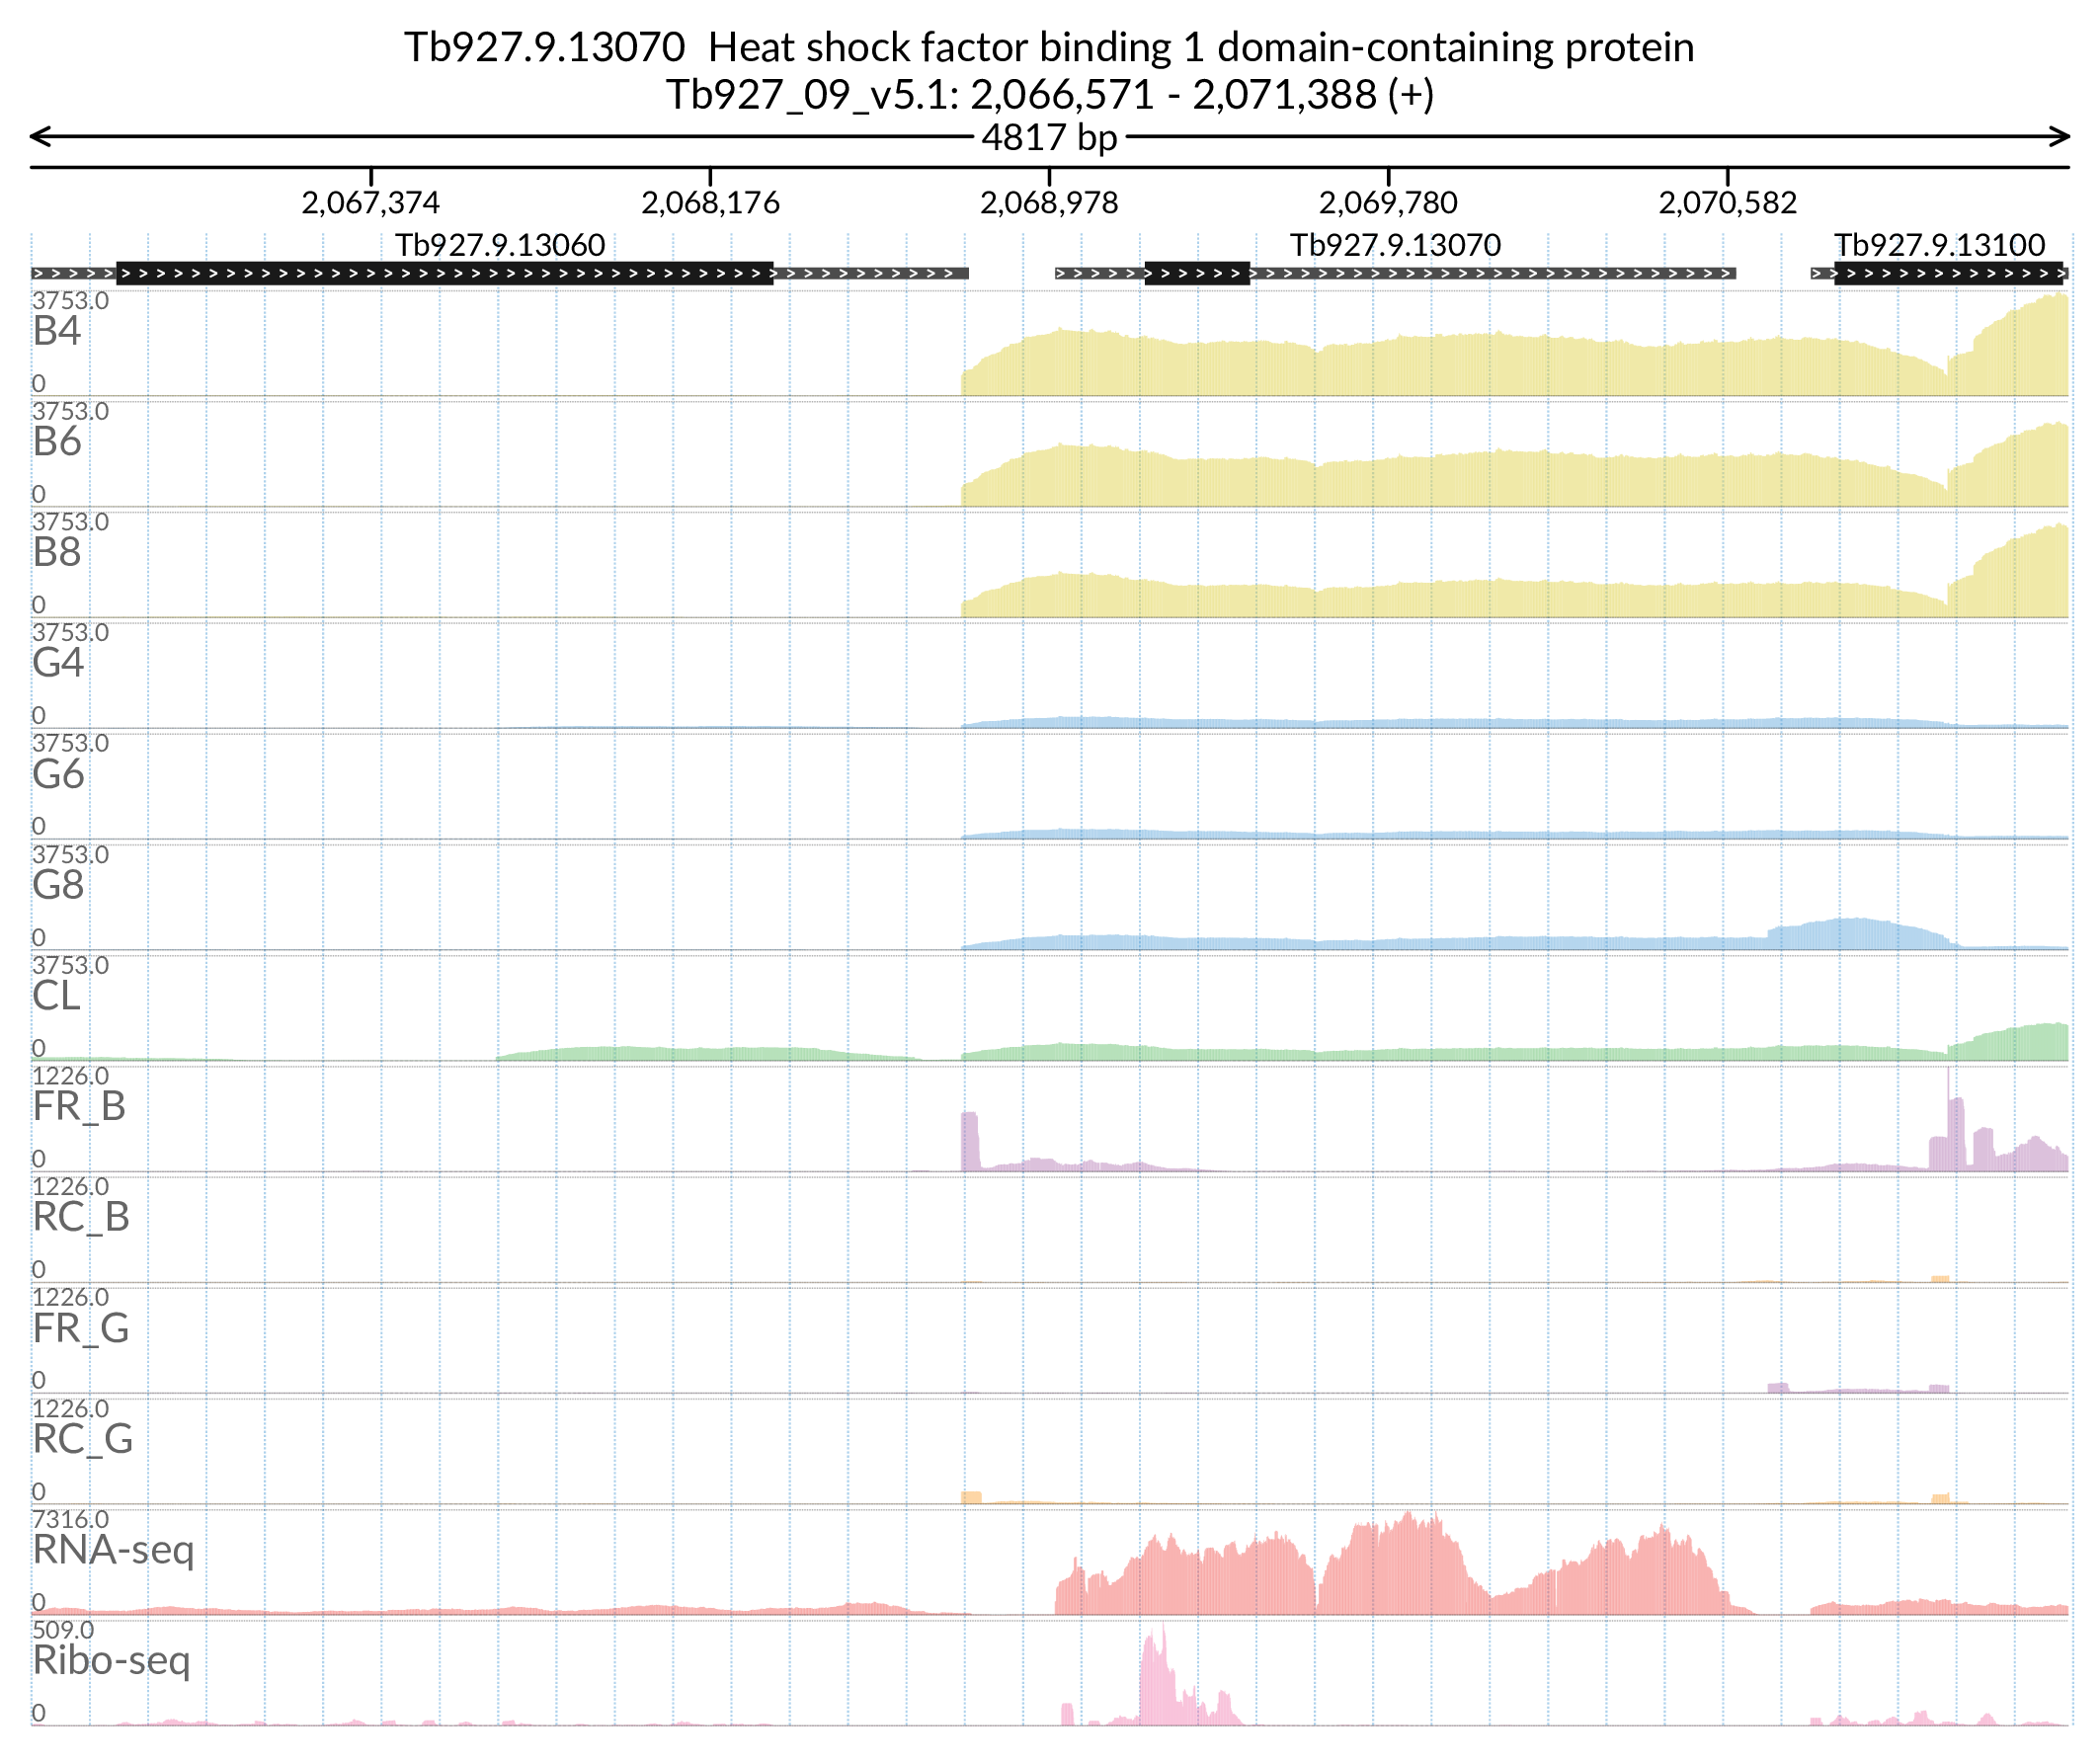 Tb927.9.13070  Heat shock factor binding 1 domain-containing protein
Tb927_09_v5.1: 2,066,571 - 2,071,388 (+)
4817 bp
2,067,374 2,068,176 2,068,978 2,069,780 2,070,582
Tb927.9.13060 Tb927.9.13070 Tb927.9.13100
3753.0
B4
0
3753.0
B6
0
3753.0
B8
0
3753.0
G4
0
3753.0
G6
0
3753.0
G8
0
3753.0
CL
0
1226.0
FR_B
0
1226.0
RC_B
0
1226.0
FR_G
0
1226.0
RC_G
0
7316.0
RNA-seq
0
509.0
Ribo-seq
0